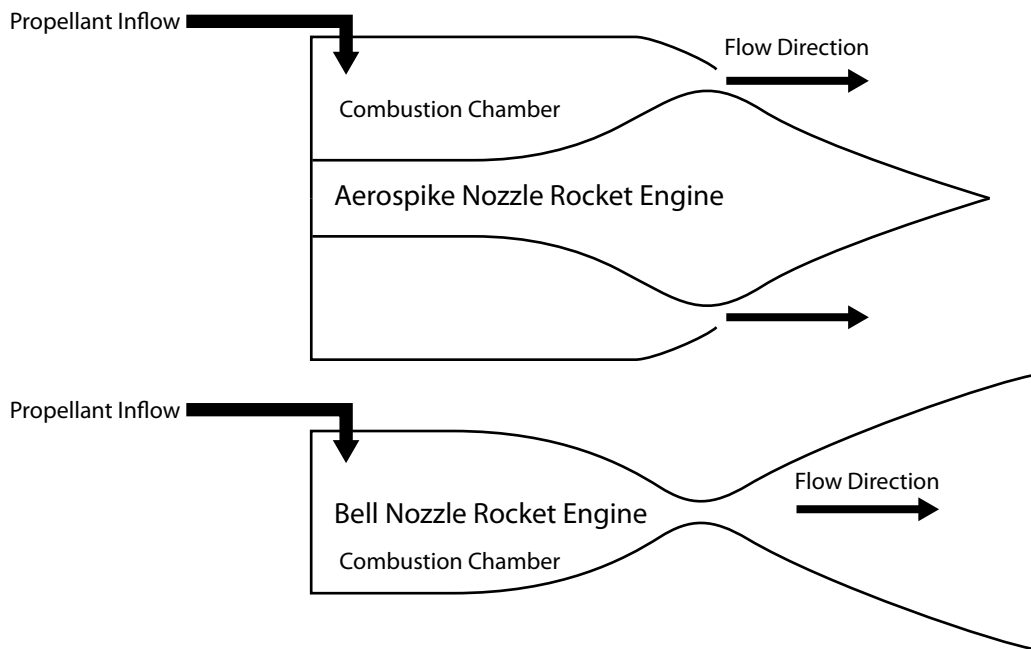 Propellant Inflow
Flow Direction
Combustion Chamber
Aerospike Nozzle Rocket Engine
Propellant Inflow
Flow Direction
Bell Nozzle Rocket Engine
Combustion Chamber